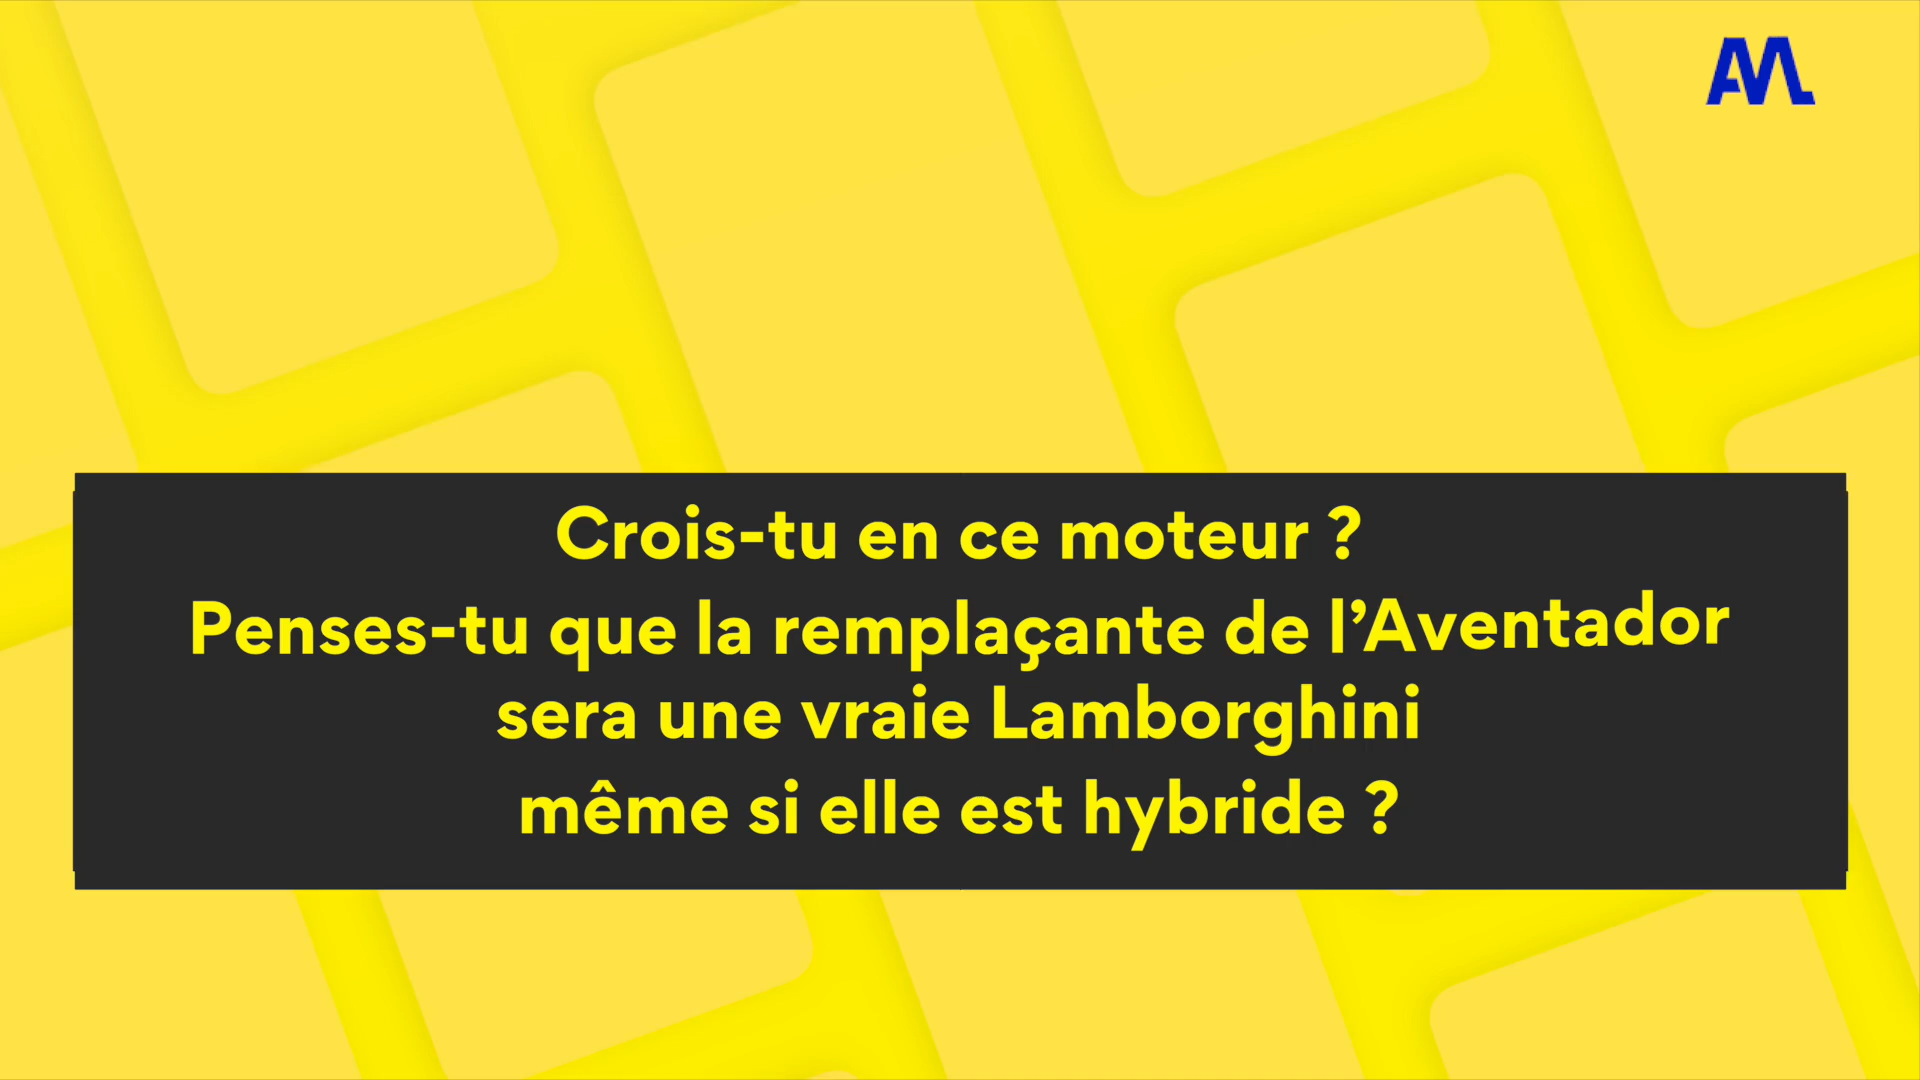 AML
Crois-tu en ce moteur ?
Penses-tu que la remplaçante de l’Aventador
sera une vraie Lamborghini
même si elle est hybride ?